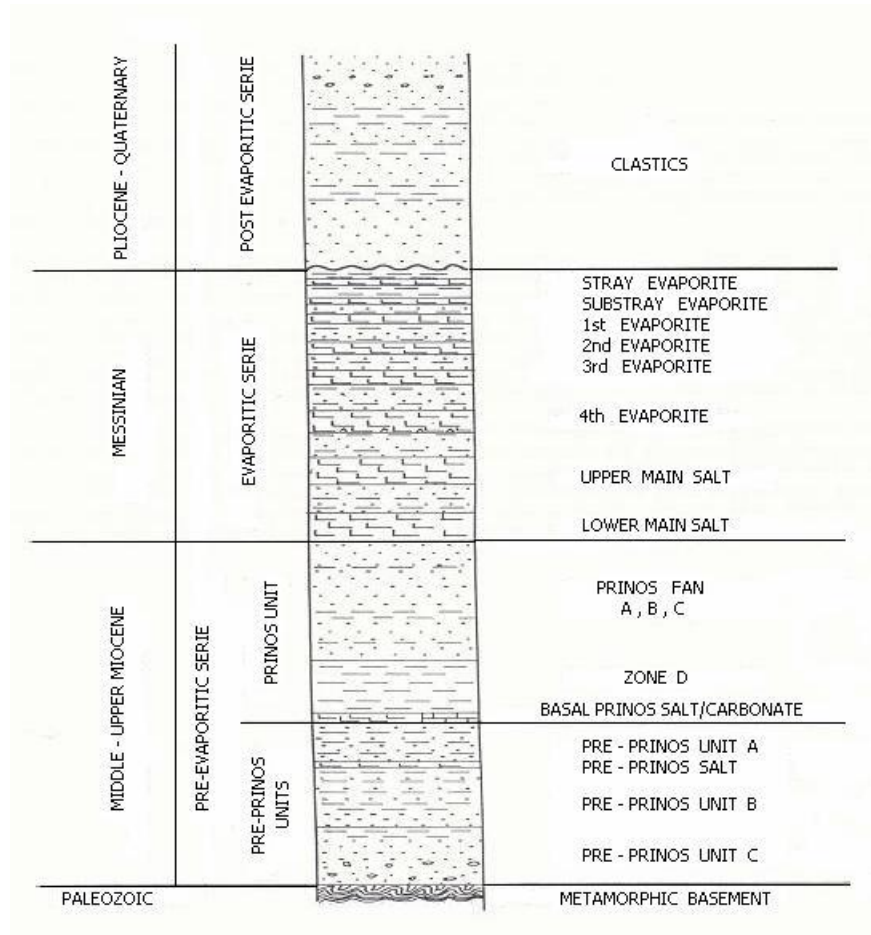 PLIOCENE - QUATERNARY
POST EVAPORITIC SERIE
CLASTICS
MESSINIAN
EVAPORITIC SERIE
STRAY EVAPORITE
SUBSTRAY EVAPORITE
1st EVAPORITE
2nd EVAPORITE
3rd EVAPORITE
4th EVAPORITE
UPPER MAIN SALT
LOWER MAIN SALT
MIDDLE - UPPER MIOCENE
PRE-EVAPORITIC SERIE
PRINOS UNIT
PRINOS FAN
A , B , C
ZONE D
BASAL PRINOS SALT/CARBONATE
PRE-PRINOS
UNITS
PRE - PRINOS UNIT A
PRE - PRINOS SALT
PRE - PRINOS UNIT B
PRE - PRINOS UNIT C
PALEOZOIC
METAMORPHIC BASEMENT